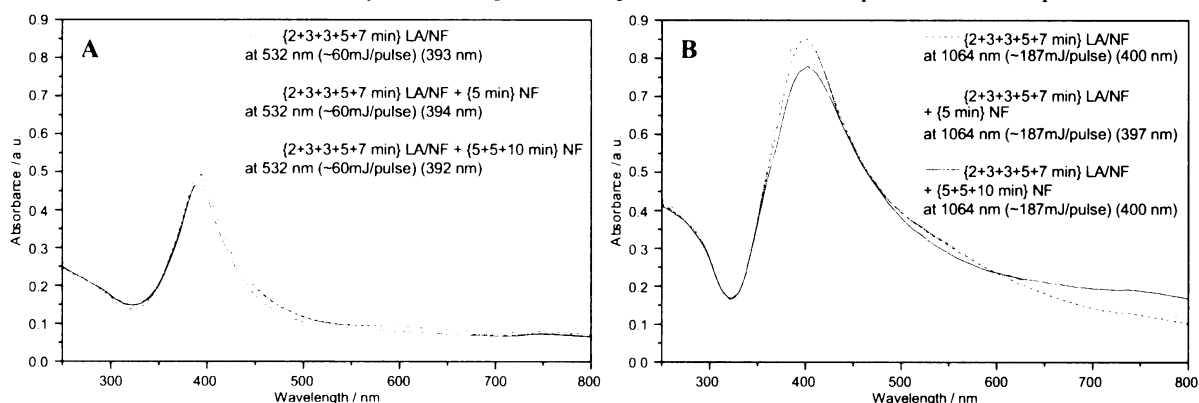 A
{2+3+3+5+7 min} LA/NF
at 532 nm (~60mJ/pulse) (393 nm)
{2+3+3+5+7 min} LA/NF + {5 min} NF
at 532 nm (~60mJ/pulse) (394 nm)
{2+3+3+5+7 min} LA/NF + {5+5+10 min} NF
at 532 nm (~60mJ/pulse) (392 nm)
0.9
0.8
0.7
0.6
0.5
0.4
0.3
0.2
0.1
0.0
Absorbance / a.u.
300 400 500 600 700 800
Wavelength / nm
B
{2+3+3+5+7 min} LA/NF
at 1064 nm (~187mJ/pulse) (400 nm)
{2+3+3+5+7 min} LA/NF
+ {5 min} NF
at 1064 nm (~187mJ/pulse) (397 nm)
{2+3+3+5+7 min} LA/NF
+ {5+5+10 min} NF
at 1064 nm (~187mJ/pulse) (400 nm)
0.9
0.8
0.7
0.6
0.5
0.4
0.3
0.2
0.1
0.0
Absorbance / a.u.
300 400 500 600 700 800
Wavelength / nm